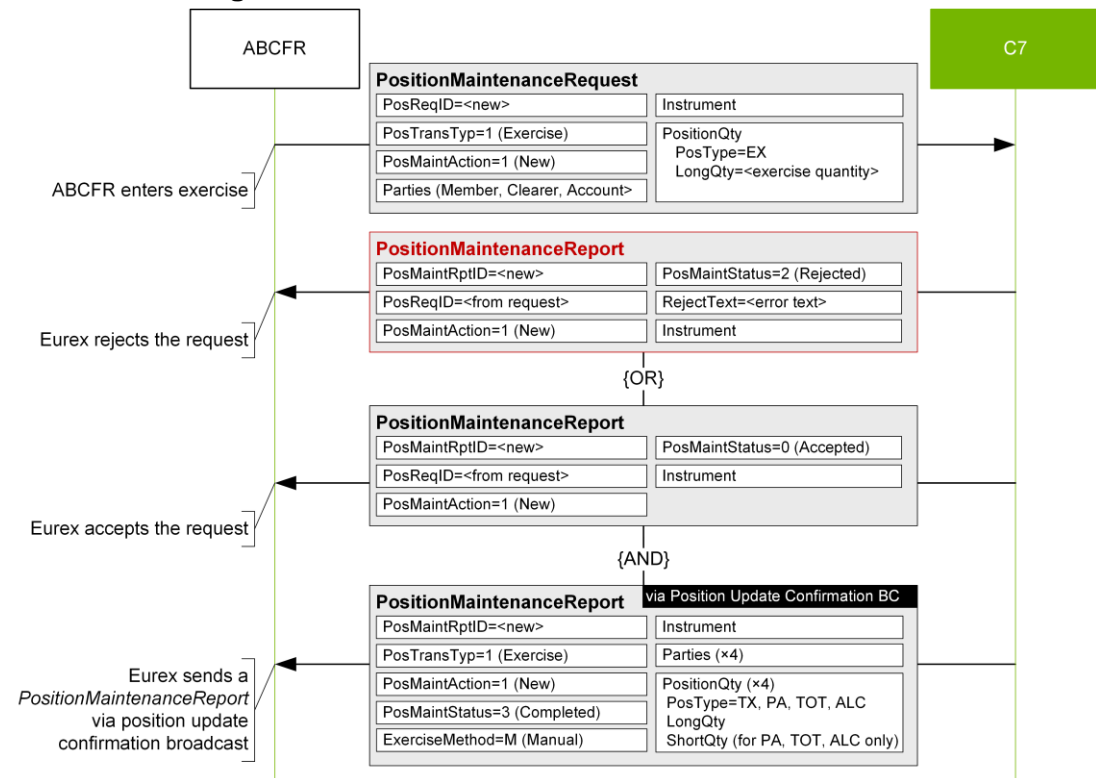 ABCFR
C7
PositionMaintenanceRequest
PosReqID=<new>
Instrument
PosTransTyp=1 (Exercise)
PositionQty
PosType=EX
LongQty=<exercise quantity>
PosMaintAction=1 (New)
Parties (Member, Clearer, Account>
ABCFR enters exercise
PositionMaintenanceReport
PosMaintRptID=<new>
PosMaintStatus=2 (Rejected)
PosReqID=<from request>
RejectText=<error text>
PosMaintAction=1 (New)
Instrument
Eurex rejects the request
{OR}
PositionMaintenanceReport
PosMaintRptID=<new>
PosMaintStatus=0 (Accepted)
PosReqID=<from request>
Instrument
PosMaintAction=1 (New)
Eurex accepts the request
{AND}
PositionMaintenanceReport
via Position Update Confirmation BC
PosMaintRptID=<new>
Instrument
PosTransTyp=1 (Exercise)
Parties (×4)
PosMaintAction=1 (New)
PositionQty (×4)
PosType=TX, PA, TOT, ALC
LongQty
ShortQty (for PA, TOT, ALC only)
PosMaintStatus=3 (Completed)
ExerciseMethod=M (Manual)
Eurex sends a
PositionMaintenanceReport
via position update
confirmation broadcast